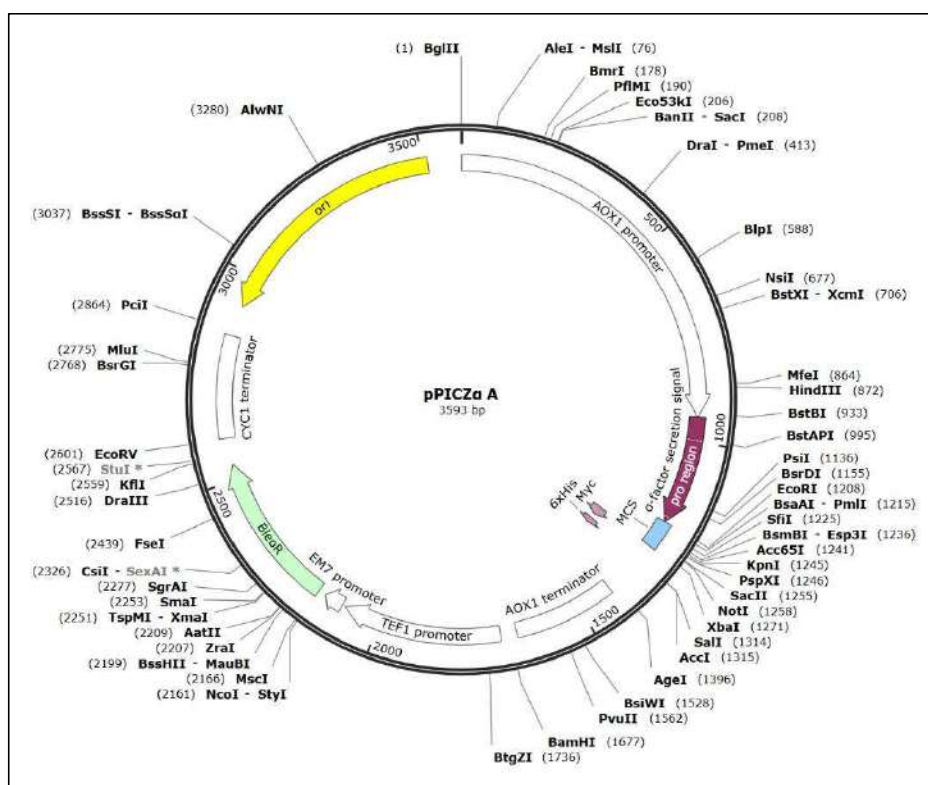 (1) BglII
AleI - MslI (76)
BmrI (178)
PflMI (190)
Eco53kI (206)
BanII - SacI (208)
DraI - PmeI (413)
BlpI (588)
NsiI (677)
BstXI - XcmI (706)
MfeI (864)
HindIII (872)
BstBI (933)
BstAPI (995)
PsiI (1136)
BsrDI (1155)
EcoRI (1208)
BsaAI - PmlI (1215)
SfiI (1225)
BsmBI - Esp3I (1236)
Acc65I (1241)
KpnI (1245)
PspXI (1246)
SacII (1255)
NotI (1258)
XbaI (1271)
SalI (1314)
AccI (1315)
AgeI (1396)
BsiWI (1528)
PvuII (1562)
BamHI (1677)
BtgZI (1736)
(2161) NcoI - StyI
(2166) MscI
(2199) BssHII - MauBI
(2207) ZraI
(2209) AatII
(2251) TspMI - XmaI
(2253) SmaI
(2277) SgrAI
(2326) CsiI - SexAI *
(2439) FseI
(2516) DraIII
(2559) KflI
(2567) StuI *
(2601) EcoRV
(2768) BsrGI
(2775) MluI
(2864) PciI
(3037) BssSI - BssSαI
(3280) AlwNI
500
1000
1500
2000
2500
3000
3500
AOX1 promoter
α-factor secretion signal
pro region
MCS
Myc
6xHis
AOX1 terminator
TEF1 promoter
EM7 promoter
BleoR
CYC1 terminator
ori
pPICZα A
3593 bp